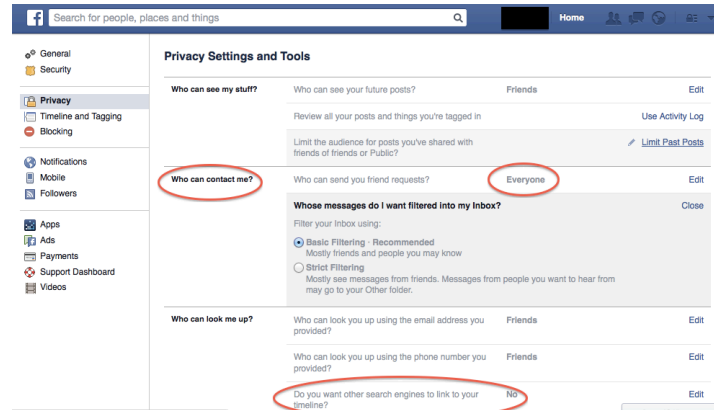 f
Search for people, places and things
Home
General
Security
Privacy
Timeline and Tagging
Blocking
Notifications
Mobile
Followers
Apps
Ads
Payments
Support Dashboard
Videos
Privacy Settings and Tools
Who can see my stuff?
Who can see your future posts?
Friends
Edit
Review all your posts and things you're tagged in
Use Activity Log
Limit the audience for posts you've shared with
friends of friends or Public?
Limit Past Posts
Who can contact me?
Who can send you friend requests?
Everyone
Edit
Whose messages do I want filtered into my Inbox?
Close
Filter your Inbox using:
Basic Filtering - Recommended
Mostly friends and people you may know
Strict Filtering
Mostly see messages from friends. Messages from people you want to hear from
may go to your Other folder.
Who can look me up?
Who can look you up using the email address you
provided?
Friends
Edit
Who can look you up using the phone number you
provided?
Friends
Edit
Do you want other search engines to link to your
timeline?
No
Edit